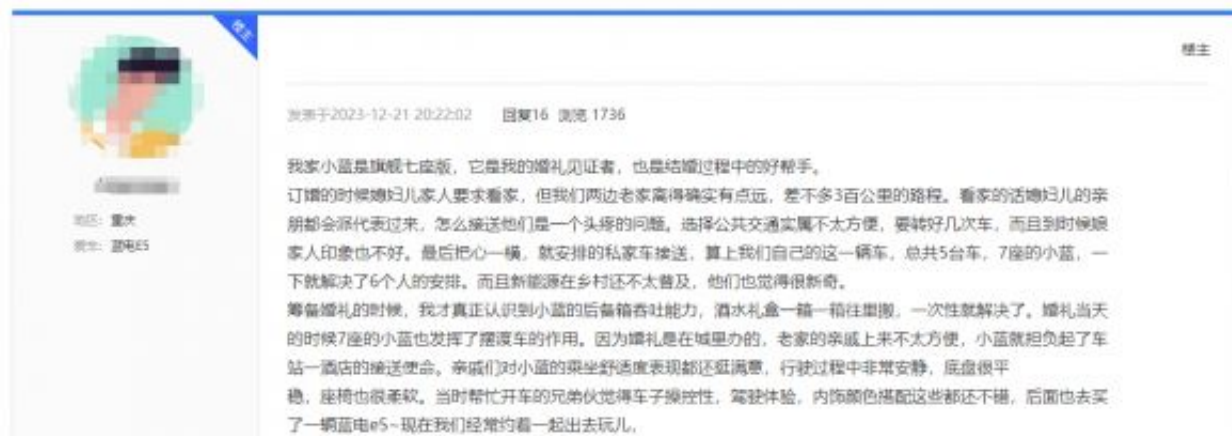 楼主
楼主
发表于2023-12-21 20:22:02 回复16 浏览 1736
我家小蓝是旗舰七座版，它是我的婚礼见证者，也是结婚过程中的好帮手。
订婚的时候媳妇儿家人要求看家，但我们两边老家离得确实有点远，差不多3百公里的路程。看家的话媳妇儿的亲
朋都会派代表过来，怎么接送他们是一个头疼的问题。选择公共交通实属不太方便，要转好几次车，而且到时候娘
家人印象也不好。最后把心一横，就安排的私家车接送，算上我们自己的这一辆车，总共5台车，7座的小蓝，一
下就解决了6个人的安排。而且新能源在乡村还不太普及，他们也觉得很新奇。
筹备婚礼的时候，我才真正认识到小蓝的后备箱吞吐能力，酒水礼盒一箱一箱往里搬，一次性就解决了。婚礼当天
的时候7座的小蓝也发挥了摆渡车的作用。因为婚礼是在城里办的，老家的亲戚上来不太方便，小蓝就担负起了车
站一酒店的接送使命。亲戚们对小蓝的乘坐舒适度表现都还挺满意，行驶过程中非常安静，底盘很平
稳，座椅也很柔软。当时帮忙开车的兄弟伙觉得车子操控性，驾驶体验，内饰颜色搭配这些都还不错，后面也去买
了一辆蓝电e5~现在我们经常约着一起出去玩儿，
地区：重庆
爱车：蓝电E5